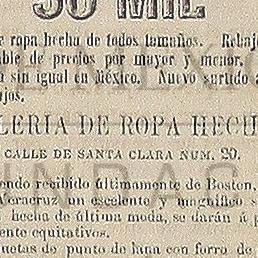 50 MIL
e ropa hecha de todos tamaños. Rebaj
ble de precios por mayor y menor.
n sin igual en México. Nuevo surtido a
jos.
LERIA DE ROPA HECH
CALLE DE SANTA CLARA NUM. 20.
endo recibido últimamente de Boston,
Veracruz un escelente y magnífico s
hecha de última moda, se darán á p
ente equitativos.
uetas de punto de lana con forro de